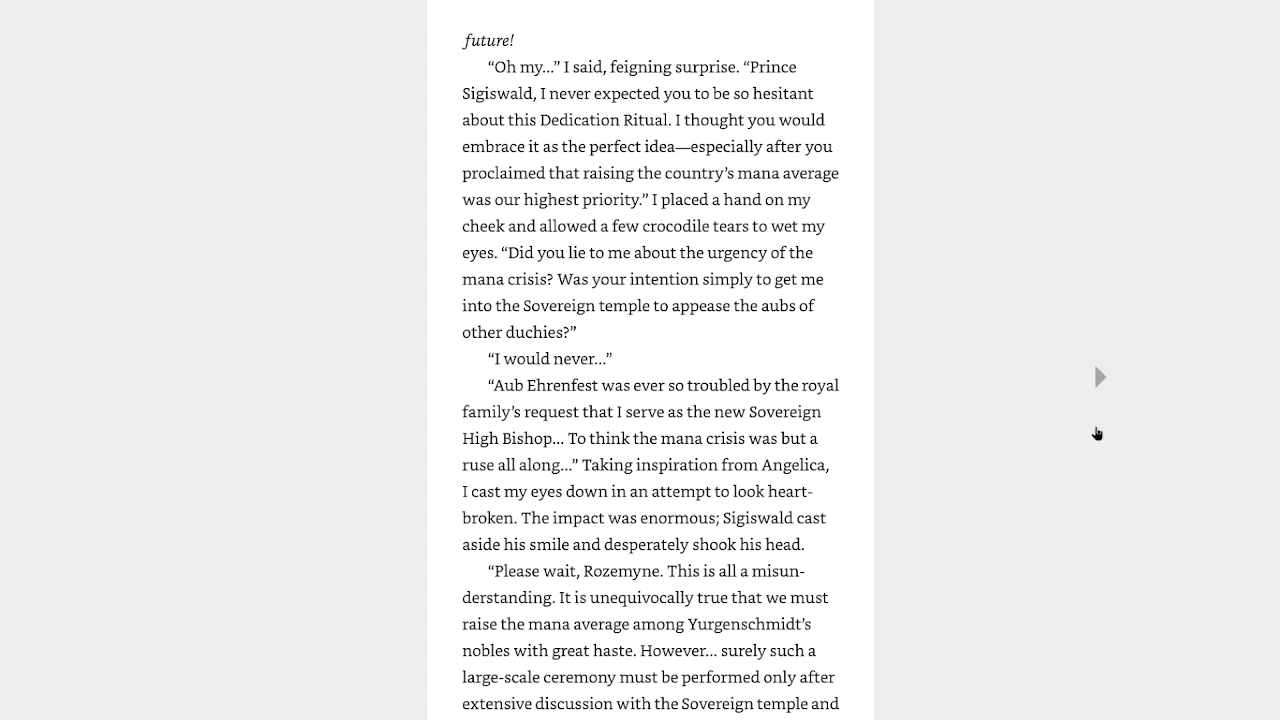 future!
“Oh my...” I said, feigning surprise. “Prince
Sigiswald, I never expected you to be so hesitant
about this Dedication Ritual. I thought you would
embrace it as the perfect idea—especially after you
proclaimed that raising the country’s mana average
was our highest priority.” I placed a hand on my
cheek and allowed a few crocodile tears to wet my
eyes. “Did you lie to me about the urgency of the
mana crisis? Was your intention simply to get me
into the Sovereign temple to appease the aubs of
other duchies?”
“I would never...”
“Aub Ehrenfest was ever so troubled by the royal
family’s request that I serve as the new Sovereign
High Bishop... To think the mana crisis was but a
ruse all along...” Taking inspiration from Angelica,
I cast my eyes down in an attempt to look heart-
broken. The impact was enormous; Sigiswald cast
aside his smile and desperately shook his head.
“Please wait, Rozemyne. This is all a misun-
derstanding. It is unequivocally true that we must
raise the mana average among Yurgenschmidt’s
nobles with great haste. However... surely such a
large-scale ceremony must be performed only after
extensive discussion with the Sovereign temple and